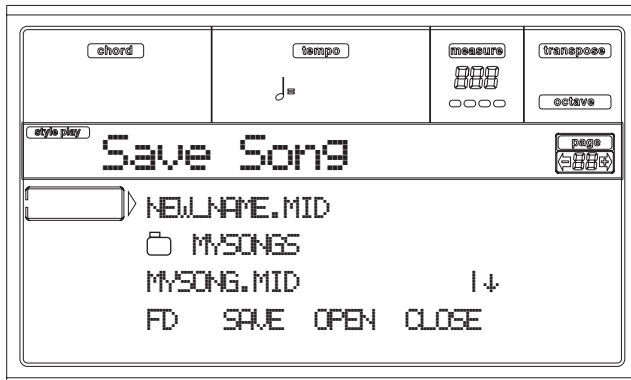 chord tempo measure transpose
octave
style play Save Song page
NEW_NAME.MID
MYSONGS
MYSONG.MID
FD SAVE OPEN CLOSE